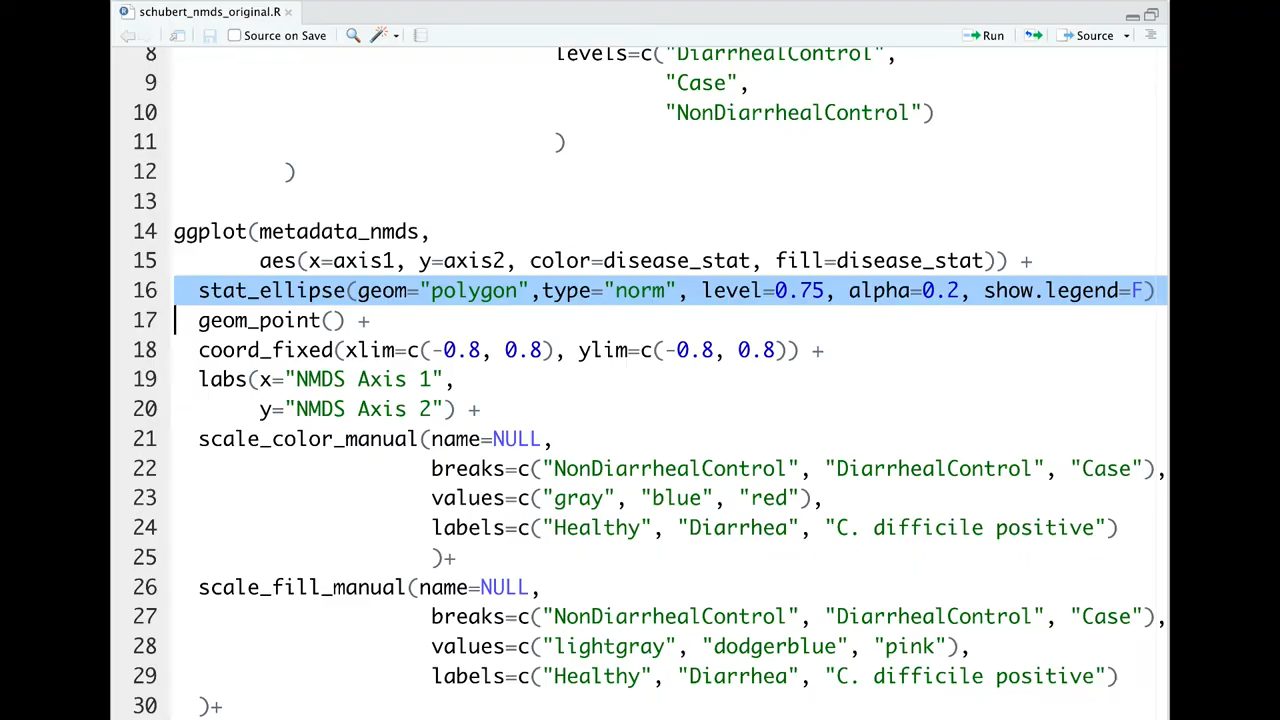 schubert_nmds_original.R ×
Source on Save Run Source
8 levels=c("DiarrhealControl",
9 "Case",
10 "NonDiarrhealControl")
11 )
12 )
13
14 ggplot(metadata_nmds,
15 aes(x=axis1, y=axis2, color=disease_stat, fill=disease_stat)) +
16 stat_ellipse(geom="polygon",type="norm", level=0.75, alpha=0.2, show.legend=F)
17 geom_point() +
18 coord_fixed(xlim=c(-0.8, 0.8), ylim=c(-0.8, 0.8)) +
19 labs(x="NMDS Axis 1",
20 y="NMDS Axis 2") +
21 scale_color_manual(name=NULL,
22 breaks=c("NonDiarrhealControl", "DiarrhealControl", "Case"),
23 values=c("gray", "blue", "red"),
24 labels=c("Healthy", "Diarrhea", "C. difficile positive")
25 )+
26 scale_fill_manual(name=NULL,
27 breaks=c("NonDiarrhealControl", "DiarrhealControl", "Case"),
28 values=c("lightgray", "dodgerblue", "pink"),
29 labels=c("Healthy", "Diarrhea", "C. difficile positive")
30 )+